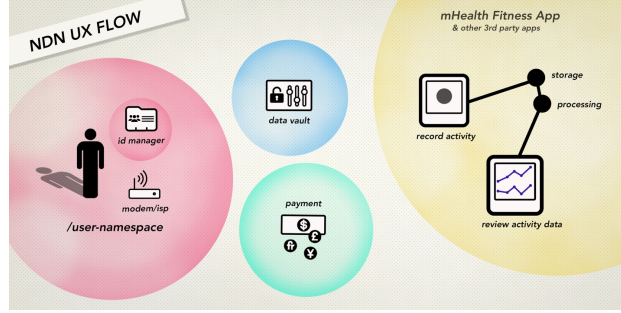 NDN UX FLOW
mHealth Fitness App
& other 3rd party apps
storage
processing
record activity
review activity data
data vault
id manager
modem/isp
/user-namespace
payment
$
£
¥